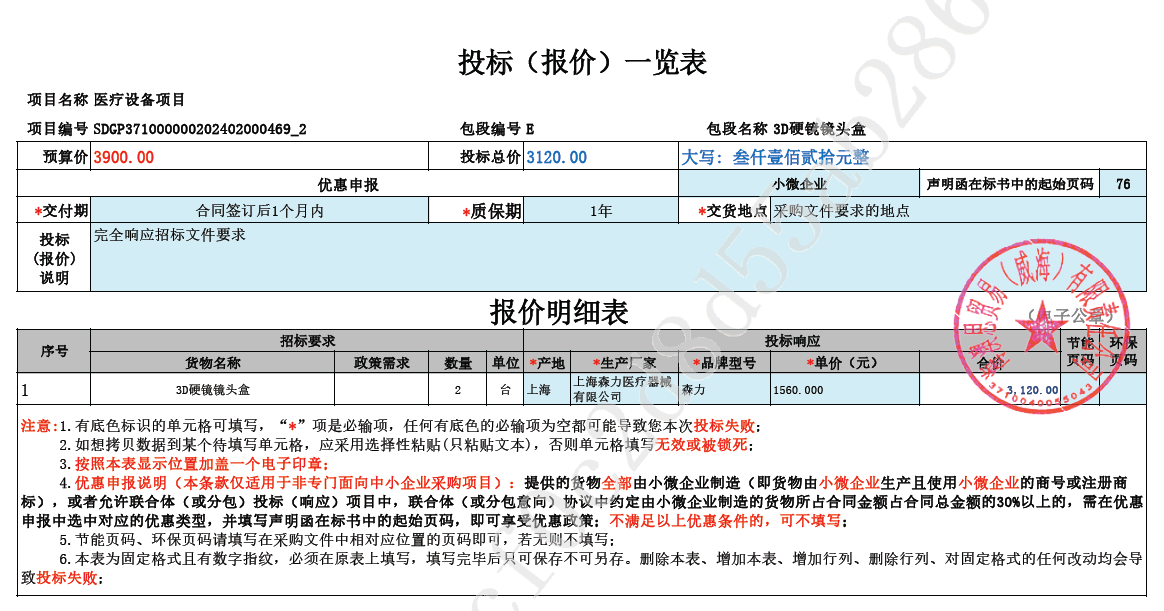 投标（报价）一览表
项目名称 医疗设备项目
项目编号 SDGP371000000202402000469_2 包段编号 E 包段名称 3D硬镜镜头盒
预算价 3900.00 投标总价 3120.00 大写: 叁仟壹佰贰拾元整
优惠申报 小微企业 声明函在标书中的起始页码 76
*交付期 合同签订后1个月内 *质保期 1年 *交货地点 采购文件要求的地点
投标
(报价)
说明
完全响应招标文件要求
报价明细表
(电子公章)
序号 招标要求 投标响应 节能
页码 环保
页码
货物名称 政策需求 数量 单位 *产地 *生产厂家 *品牌型号 *单价（元） 合价
1 3D硬镜镜头盒 2 台 上海 上海森力医疗器械
有限公司 森力 1560.000 3,120.00
注意:1.有底色标识的单元格可填写，“*”项是必输项，任何有底色的必输项为空都可能导致您本次投标失败;
2.如想拷贝数据到某个待填写单元格，应采用选择性粘贴(只粘贴文本)，否则单元格填写无效或被锁死;
3.按照本表显示位置加盖一个电子印章;
4.优惠申报说明（本条款仅适用于非专门面向中小企业采购项目）: 提供的货物全部由小微企业制造（即货物由小微企业生产且使用小微企业的商号或注册商
标），或者允许联合体（或分包）投标（响应）项目中，联合体（或分包意向）协议中约定由小微企业制造的货物所占合同金额占合同总金额的30%以上的，需在优惠
申报中选中对应的优惠类型，并填写声明函在标书中的起始页码，即可享受优惠政策; 不满足以上优惠条件的，可不填写;
5.节能页码、环保页码请填写在采购文件中相对应位置的页码即可，若无则不填写;
6.本表为固定格式且有数字指纹，必须在原表上填写，填写完毕后只可保存不可另存。删除本表、增加本表、增加行列、删除行列、对固定格式的任何改动均会导
致投标失败;